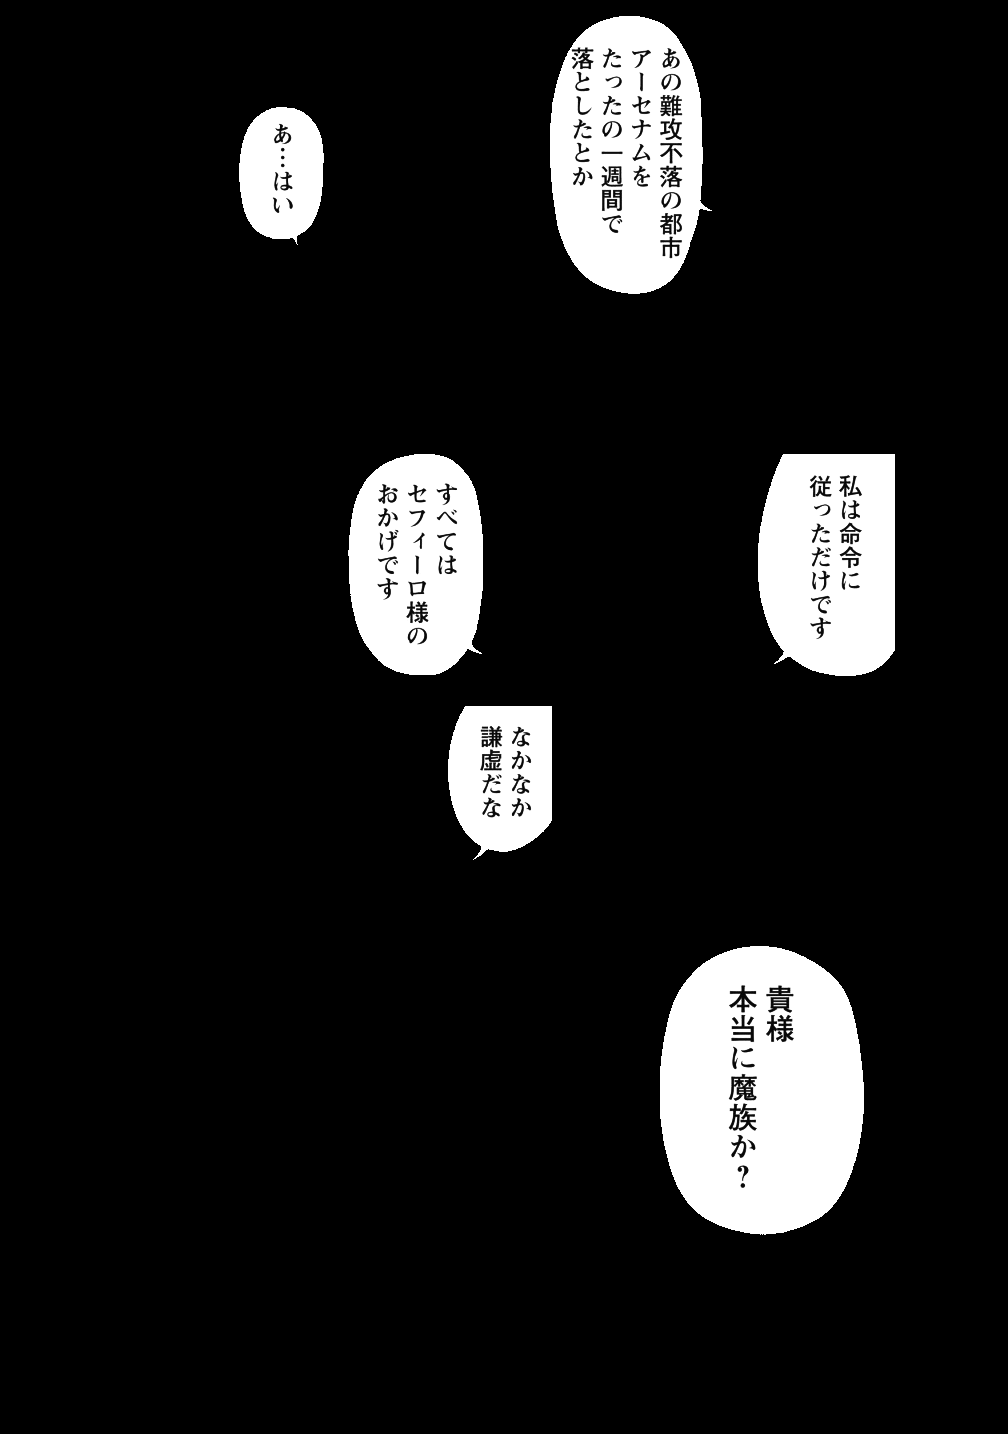 あの難攻不落の都市
アーセナムを
たったの一週間で
落としたとか
あ…はい
私は命令に
従っただけです
すべては
セフィーロ様の
おかげです
なかなか
謙虚だな
貴様
本当に魔族か？